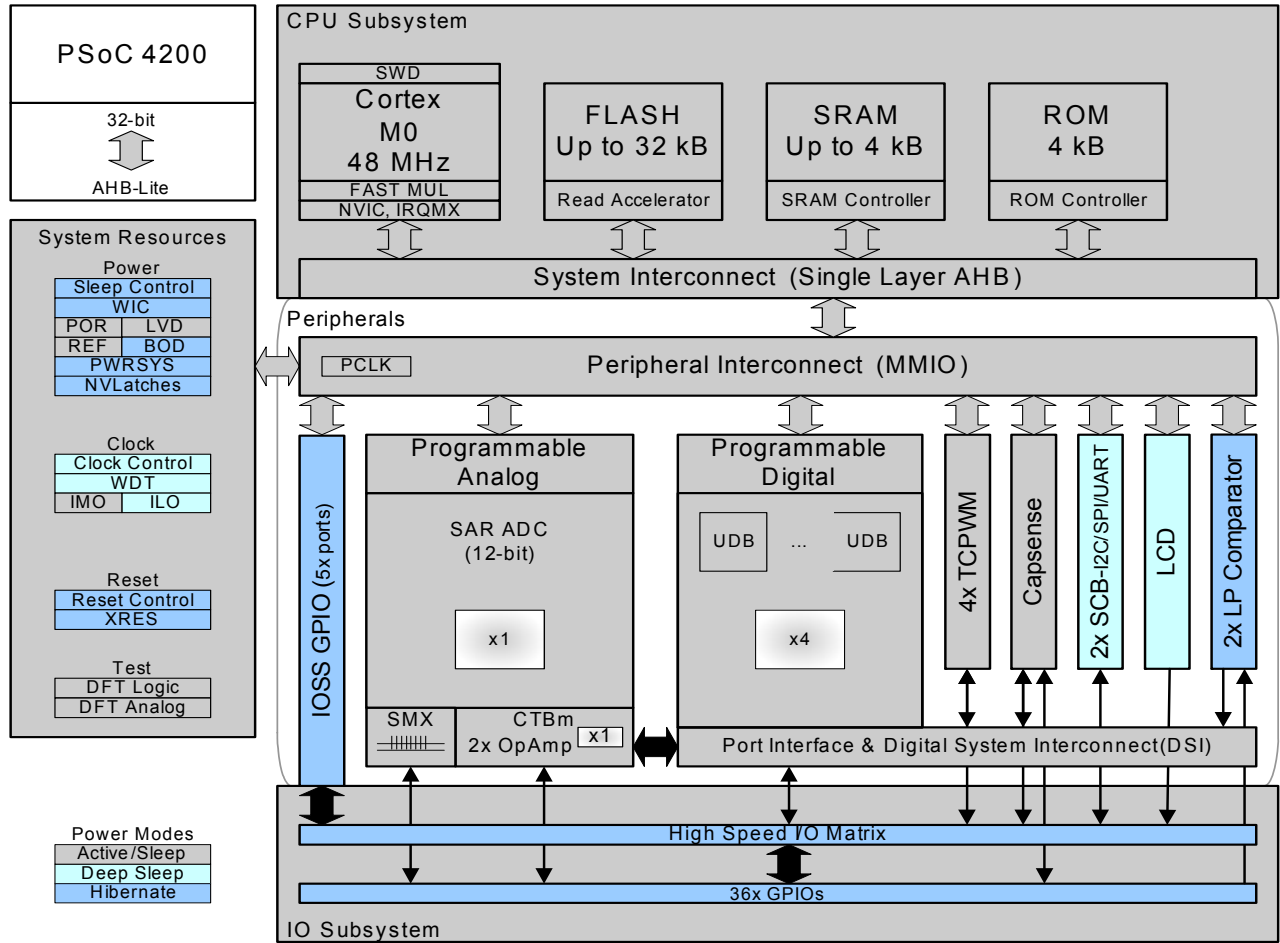 PSoC 4200
32-bit
AHB-Lite
CPU Subsystem
SWD
Cortex
M0
48 MHz
FAST MUL
NVIC, IRQMX
FLASH
Up to 32 kB
Read Accelerator
SRAM
Up to 4 kB
SRAM Controller
ROM
4 kB
ROM Controller
System Interconnect (Single Layer AHB)
System Resources
Power
Sleep Control
WIC
POR LVD
REF BOD
PWRSYS
NVLatches
Clock
Clock Control
WDT
IMO ILO
Reset
Reset Control
XRES
Test
DFT Logic
DFT Analog
Peripherals
PCLK
Peripheral Interconnect (MMIO)
IOSS GPIO (5x ports)
Programmable
Analog
SAR ADC
(12-bit)
x1
SMX
CTBm
2x OpAmp
x1
Programmable
Digital
UDB ... UDB
x4
4x TCPWM
Capsense
2x SCB-I2C/SPI/UART
LCD
2x LP Comparator
Port Interface & Digital System Interconnect(DSI)
High Speed I/O Matrix
36x GPIOs
IO Subsystem
Power Modes
Active/Sleep
Deep Sleep
Hibernate